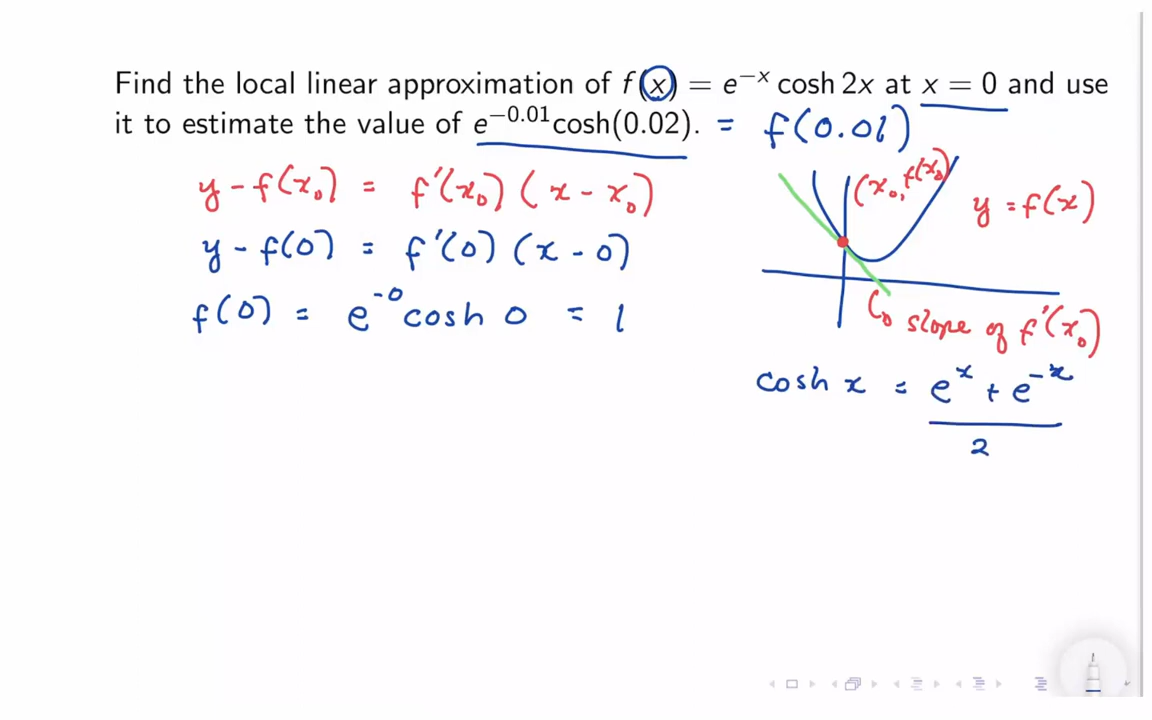 Find the local linear approximation of f(x) = e^{−x} cosh 2x at x = 0 and use
it to estimate the value of e^{−0.01}cosh(0.02). = f(0.01)
y - f(x₀) = f'(x₀) (x - x₀)
(x₀, f(x₀))
y = f(x)
y - f(0) = f'(0) (x - 0)
f(0) = e^{-0} cosh 0 = 1
slope of f'(x₀)
cosh x = e^{x} + e^{-x}
2